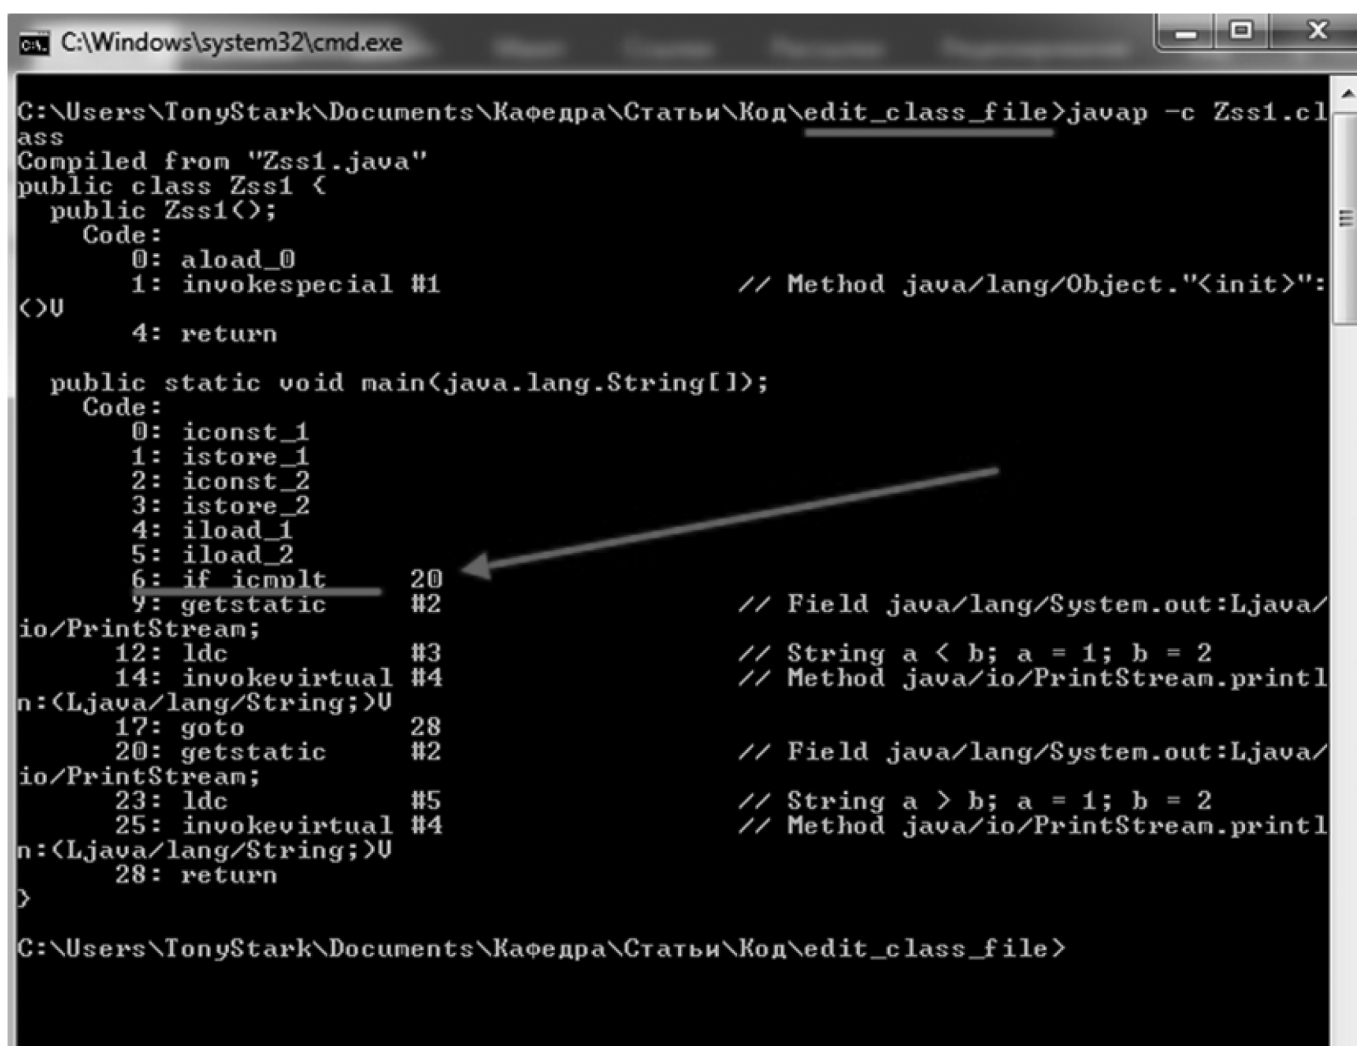 C:\Windows\system32\cmd.exe
C:\Users\TonyStark\Documents\Кафедра\Статьи\Код\edit_class_file>javap -c Zss1.cl
ass
Compiled from "Zss1.java"
public class Zss1 {
  public Zss1();
    Code:
       0: aload_0
       1: invokespecial #1                  // Method java/lang/Object."<init>":
()V
       4: return

  public static void main(java.lang.String[]);
    Code:
       0: iconst_1
       1: istore_1
       2: iconst_2
       3: istore_2
       4: iload_1
       5: iload_2
       6: if_icmplt     20
       9: getstatic     #2                  // Field java/lang/System.out:Ljava/
io/PrintStream;
      12: ldc           #3                  // String a < b; a = 1; b = 2
      14: invokevirtual #4                  // Method java/io/PrintStream.printl
n:(Ljava/lang/String;)V
      17: goto          28
      20: getstatic     #2                  // Field java/lang/System.out:Ljava/
io/PrintStream;
      23: ldc           #5                  // String a > b; a = 1; b = 2
      25: invokevirtual #4                  // Method java/io/PrintStream.printl
n:(Ljava/lang/String;)V
      28: return
}

C:\Users\TonyStark\Documents\Кафедра\Статьи\Код\edit_class_file>